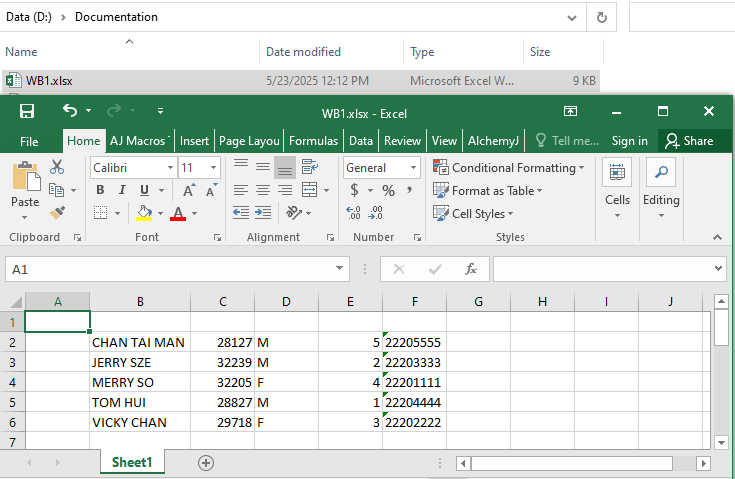 Data (D:) > Documentation
Name Date modified Type Size
WB1.xlsx 5/23/2025 12:12 PM Microsoft Excel W... 9 KB
WB1.xlsx - Excel
File Home AJ Macros Insert Page Layou Formulas Data Review View AlchemyJ Tell me... Sign in Share
Paste Calibri 11 General Conditional Formatting
B I U A A $ % , Format as Table Cells Editing
A .00 .00 Cell Styles
Clipboard Font Alignment Number Styles
A1 fx
A B C D E F G H I J
1
2 CHAN TAI MAN 28127 M 5 22205555
3 JERRY SZE 32239 M 2 22203333
4 MERRY SO 32205 F 4 22201111
5 TOM HUI 28827 M 1 22204444
6 VICKY CHAN 29718 F 3 22202222
7
Sheet1